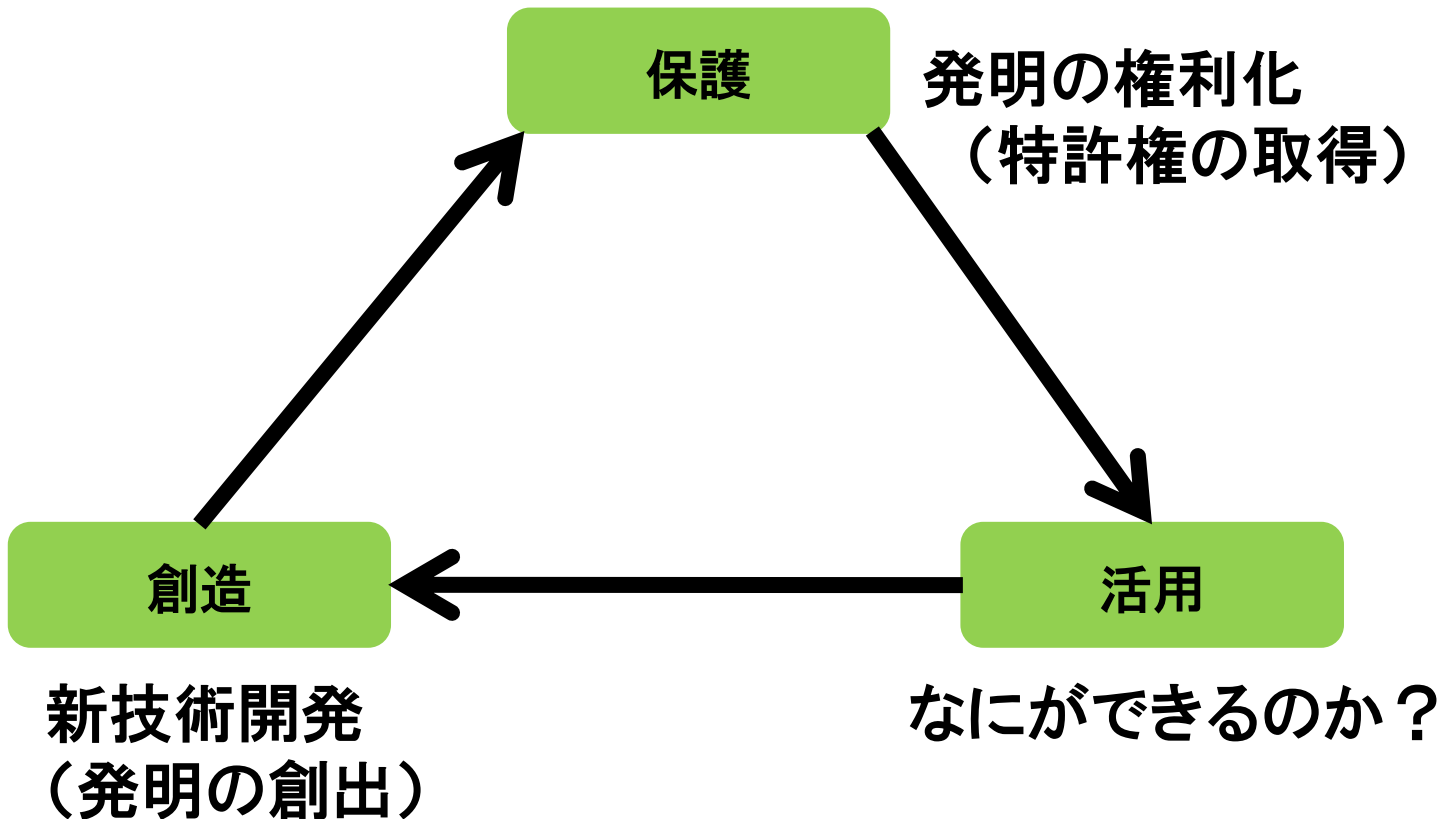 保護
発明の権利化
（特許権の取得）
創造
活用
新技術開発
（発明の創出）
なにができるのか？